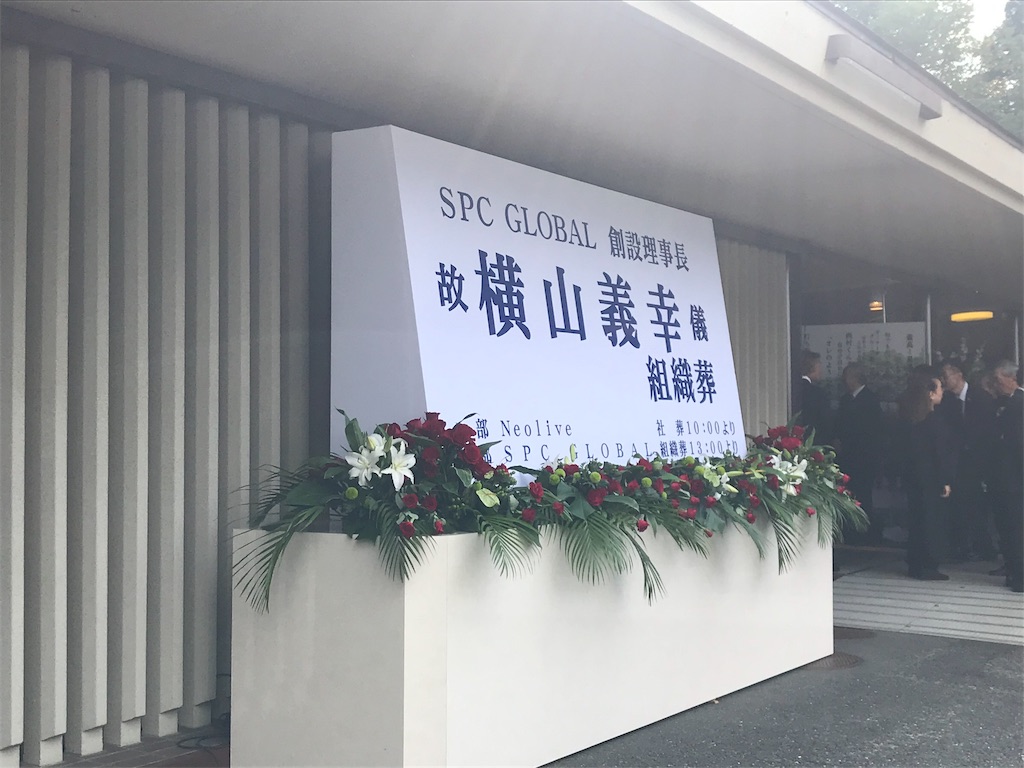 SPC GLOBAL 創設理事長
故 横山義幸 儀
組織葬
部 Neolive 社 葬10:00より
SPC GLOBAL 組織葬13:00より